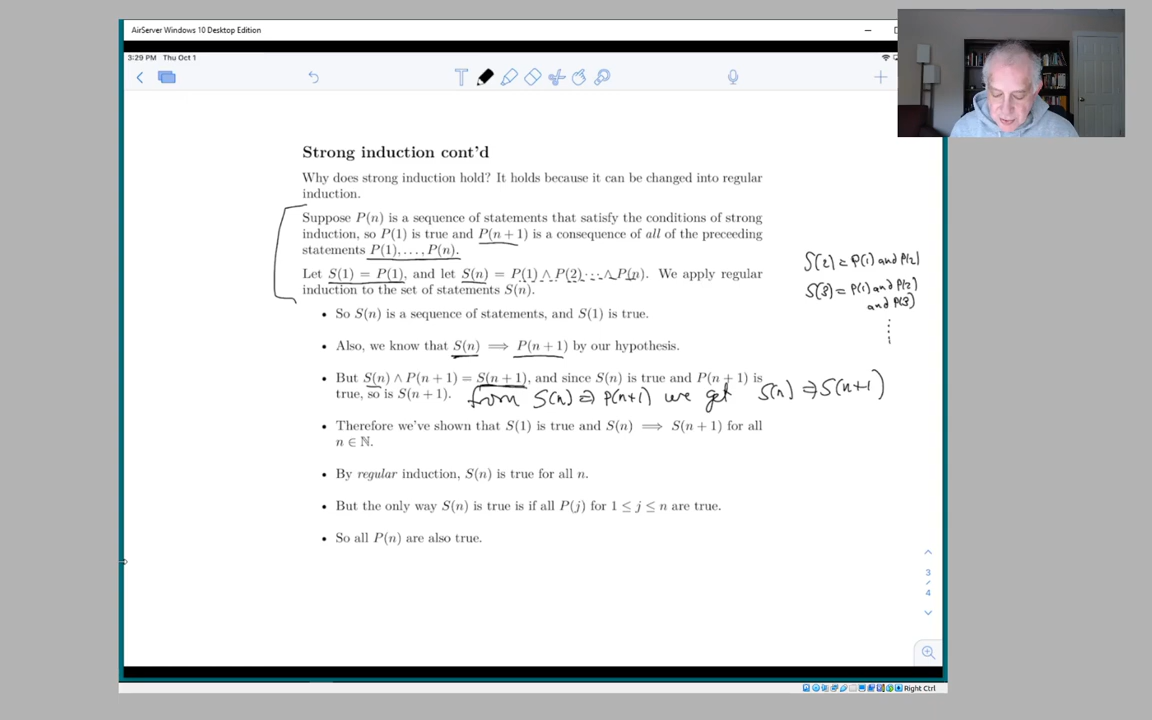 AirServer Windows 10 Desktop Edition
3:29 PM Thu Oct 1
Strong induction cont'd
Why does strong induction hold? It holds because it can be changed into regular
induction.
Suppose P(n) is a sequence of statements that satisfy the conditions of strong
induction, so P(1) is true and P(n + 1) is a consequence of all of the preceeding
statements P(1), . . . , P(n).
Let S(1) = P(1), and let S(n) = P(1) ∧ P(2) · · · ∧ P(n). We apply regular
induction to the set of statements S(n).
S(2) = P(1) and P(2)
S(3) = P(1) and P(2)
and P(3)
⋮
• So S(n) is a sequence of statements, and S(1) is true.
• Also, we know that S(n) ⟹ P(n + 1) by our hypothesis.
• But S(n) ∧ P(n + 1) = S(n + 1), and since S(n) is true and P(n + 1) is
true, so is S(n + 1). from S(n) ⇒ P(n+1) we get S(n) ⇒ S(n+1)
• Therefore we've shown that S(1) is true and S(n) ⟹ S(n + 1) for all
n ∈ ℕ.
• By regular induction, S(n) is true for all n.
• But the only way S(n) is true is if all P(j) for 1 ≤ j ≤ n are true.
• So all P(n) are also true.
3
/
4
Right Ctrl